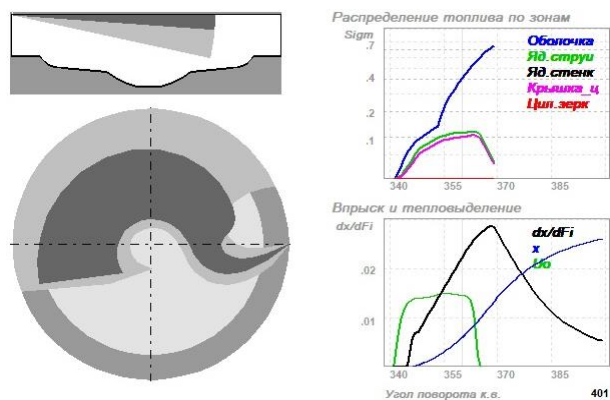 Распределение топлива по зонам
Sigm
.7
Оболочка
Яд.струи
.4
Яд.стенк
Крышка_ц
.2
Цил.зерк
.1
340 355 370 385
Впрыск и тепловыделение
dx/dFi
dx/dFi
x
Uo
.02
.01
340 355 370 385
Угол поворота к.в.
401